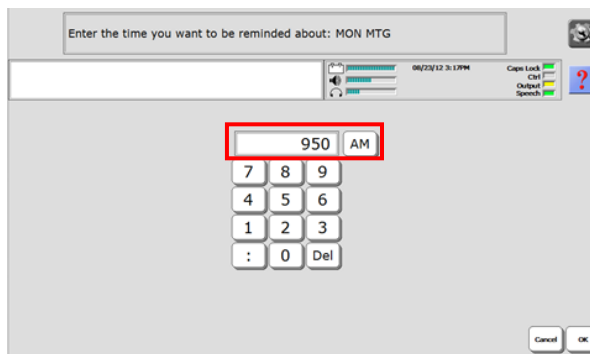 Enter the time you want to be reminded about: MON MTG
08/23/12 3:17PM
Caps Lock
Ctrl
Output
Speech
?
950 AM
7 8 9
4 5 6
1 2 3
: 0 Del
Cancel OK